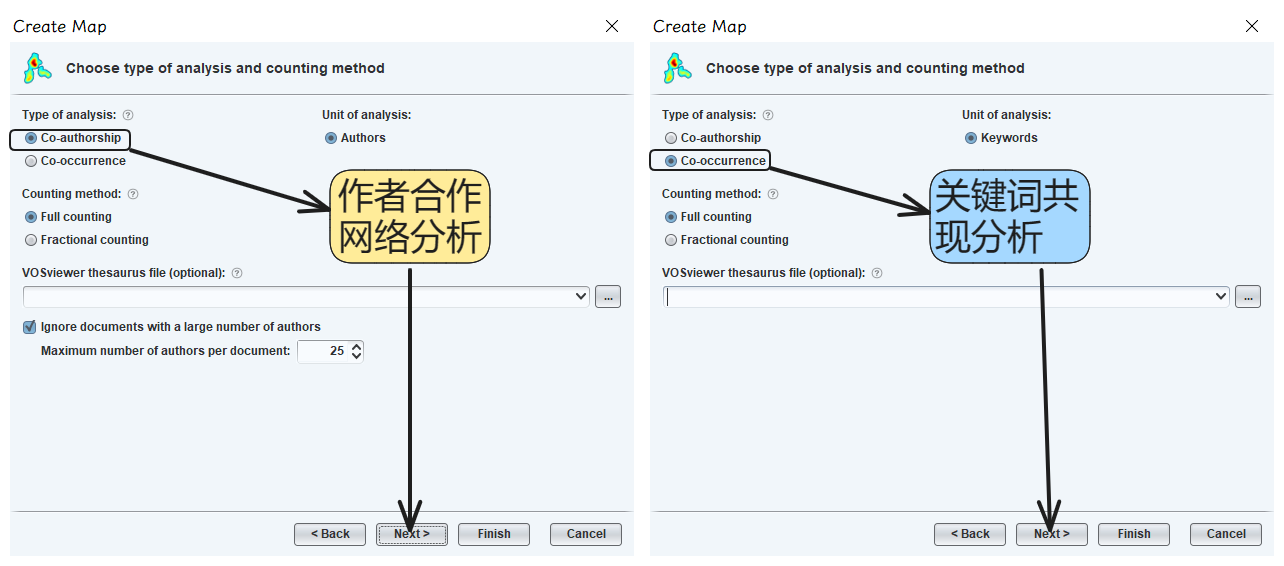 Create Map
Choose type of analysis and counting method
Type of analysis: ?
Unit of analysis:
Co-authorship
Authors
Co-occurrence
Counting method: ?
Full counting
Fractional counting
作者合作
网络分析
VOSviewer thesaurus file (optional): ?
...
Ignore documents with a large number of authors
Maximum number of authors per document: 25
< Back
Next >
Finish
Cancel
Create Map
Choose type of analysis and counting method
Type of analysis: ?
Unit of analysis:
Co-authorship
Keywords
Co-occurrence
Counting method: ?
Full counting
Fractional counting
关键词共
现分析
VOSviewer thesaurus file (optional): ?
...
< Back
Next >
Finish
Cancel